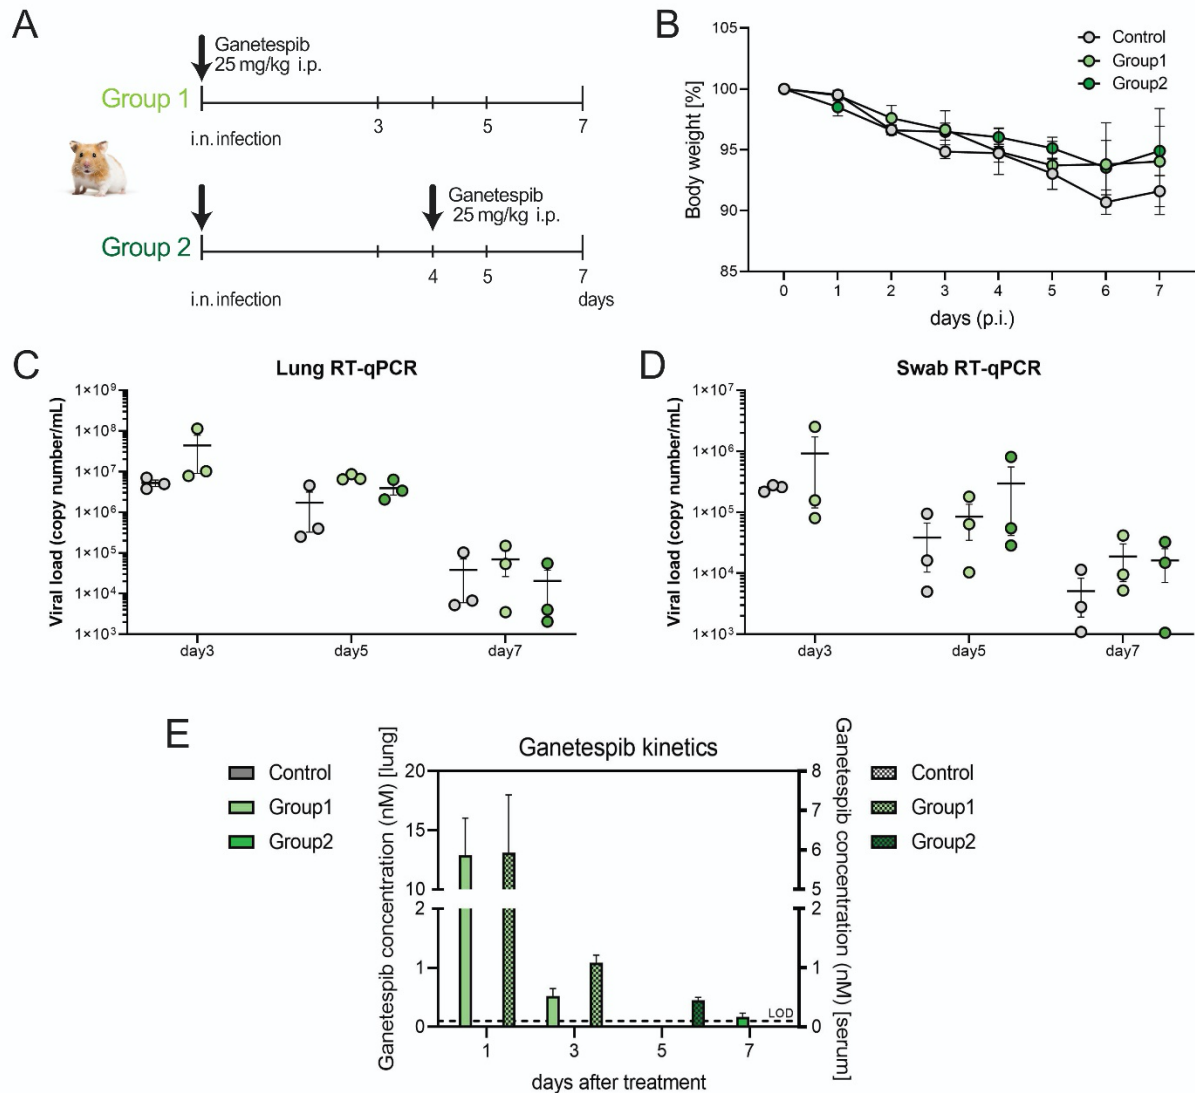 A
Ganetespib
25 mg/kg i.p.
Group 1
i.n. infection
3
5
7
Ganetespib
25 mg/kg i.p.
Group 2
4
5
7
i.n. infection
days
B
Body weight [%]
105
100
95
90
85
Control
Group1
Group2
0
1
2
3
4
5
6
7
days (p.i.)
C
Lung RT-qPCR
Viral load (copy number/mL)
1×10⁹
1×10⁸
1×10⁷
1×10⁶
1×10⁵
1×10⁴
1×10³
day3
day5
day7
D
Swab RT-qPCR
Viral load (copy number/mL)
1×10⁷
1×10⁶
1×10⁵
1×10⁴
1×10³
day3
day5
day7
E
Control
Group1
Group2
Ganetespib kinetics
Ganetespib concentration (nM) [lung]
20
15
10
2
1
0
LOD
8
7
6
5
2
1
0
Ganetespib concentration (nM) [serum]
1
3
5
7
days after treatment
Control
Group1
Group2